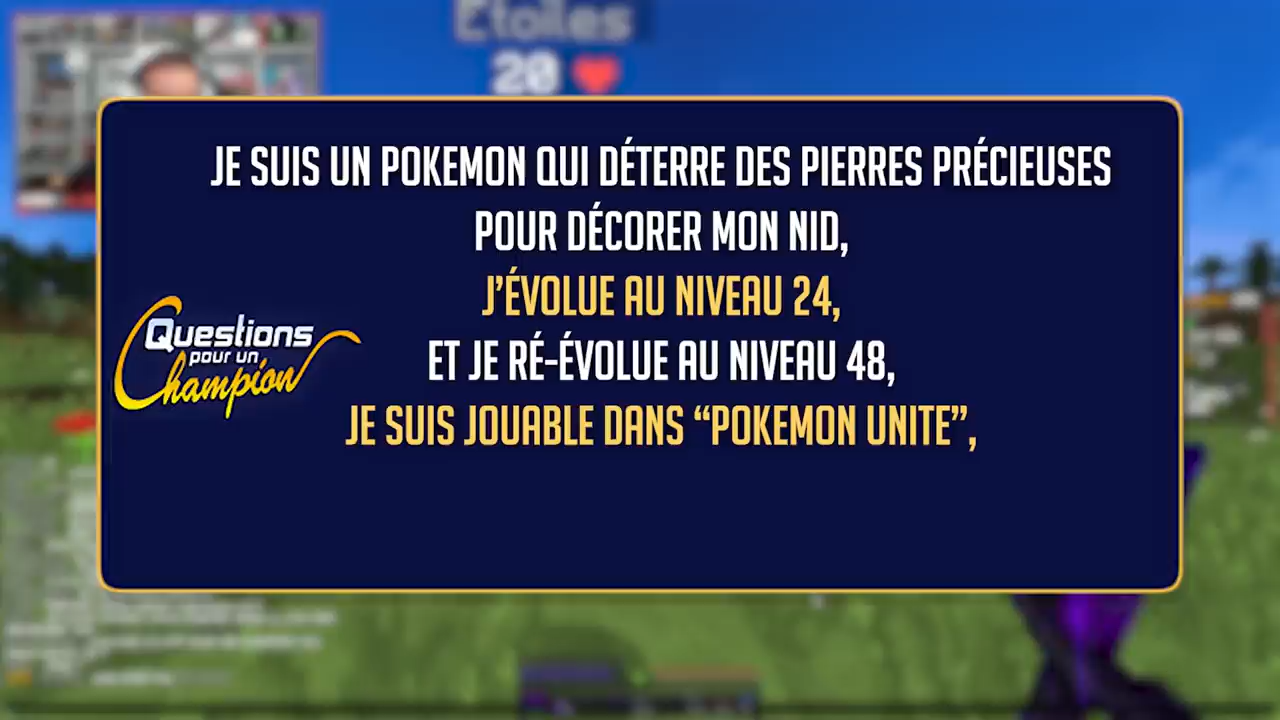 Etoiles
20
JE SUIS UN POKEMON QUI DÉTERRE DES PIERRES PRÉCIEUSES
POUR DÉCORER MON NID,
J'ÉVOLUE AU NIVEAU 24,
ET JE RÉ-ÉVOLUE AU NIVEAU 48,
JE SUIS JOUABLE DANS “POKEMON UNITE”,
Questions
pour un
Champion